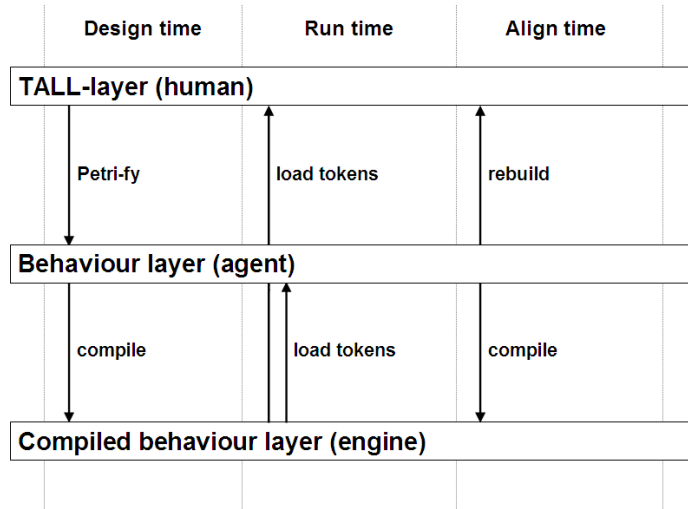 Design time
Run time
Align time
TALL-layer (human)
Petri-fy
load tokens
rebuild
Behaviour layer (agent)
compile
load tokens
compile
Compiled behaviour layer (engine)